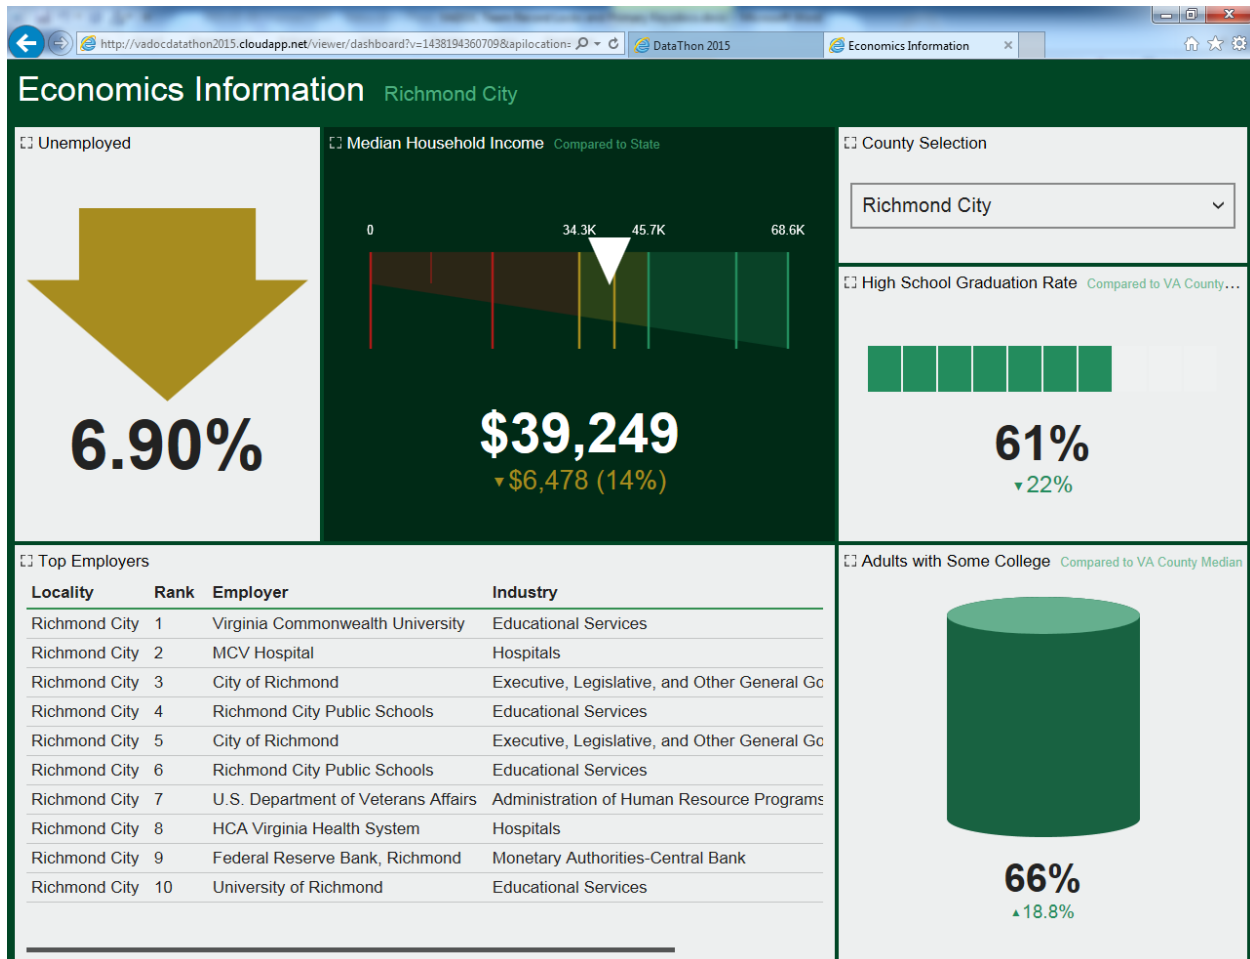 http://vadocdatathon2015.cloudapp.net/viewer/dashboard?v=1438194360709&apilocation=
DataThon 2015
Economics Information
Economics Information Richmond City
Unemployed
6.90%
Median Household Income Compared to State
0 34.3K 45.7K 68.6K
$39,249
▼$6,478 (14%)
County Selection
Richmond City
High School Graduation Rate Compared to VA County...
61%
▼22%
Top Employers
Locality Rank Employer Industry
Richmond City 1 Virginia Commonwealth University Educational Services
Richmond City 2 MCV Hospital Hospitals
Richmond City 3 City of Richmond Executive, Legislative, and Other General Go
Richmond City 4 Richmond City Public Schools Educational Services
Richmond City 5 City of Richmond Executive, Legislative, and Other General Go
Richmond City 6 Richmond City Public Schools Educational Services
Richmond City 7 U.S. Department of Veterans Affairs Administration of Human Resource Programs
Richmond City 8 HCA Virginia Health System Hospitals
Richmond City 9 Federal Reserve Bank, Richmond Monetary Authorities-Central Bank
Richmond City 10 University of Richmond Educational Services
Adults with Some College Compared to VA County Median
66%
▲18.8%